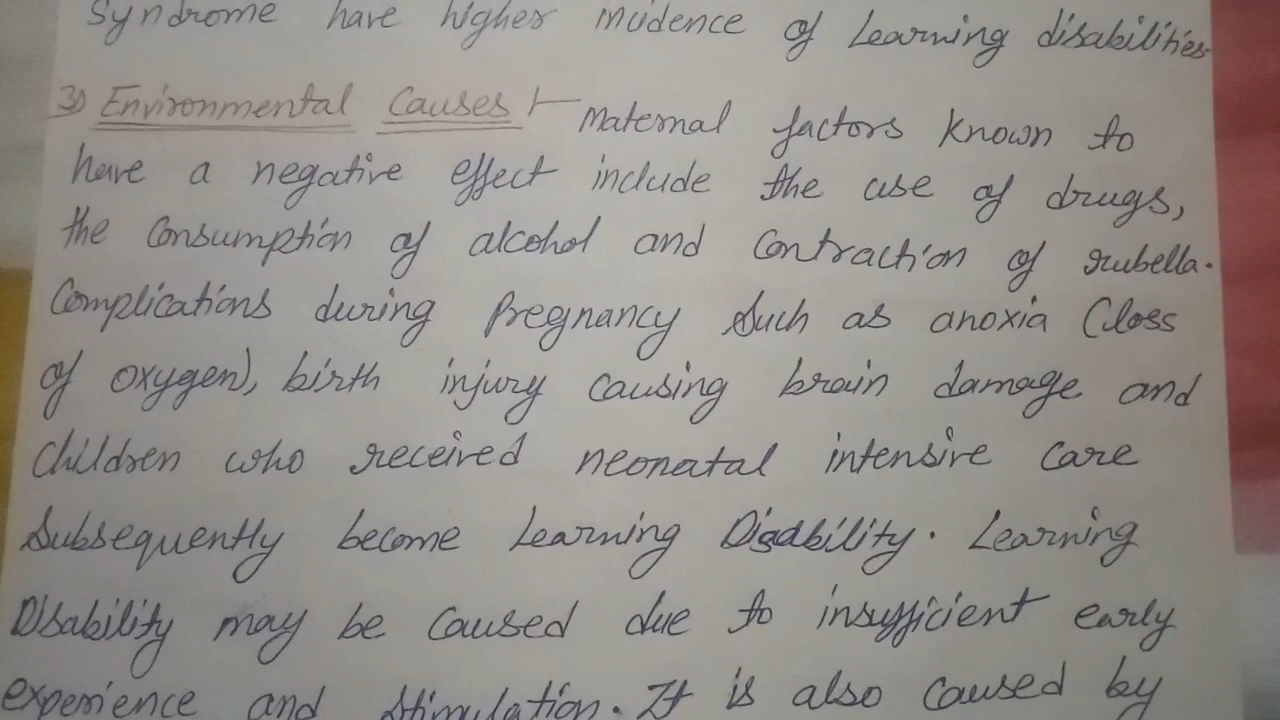 Syndrome have higher incidence of Learning disabilities.
3) Environmental Causes :- Maternal factors known to
have a negative effect include the use of drugs,
the consumption of alcohol and contraction of rubella.
Complications during pregnancy such as anoxia (loss
of oxygen), birth injury causing brain damage and
children who received neonatal intensive care
Subsequently become Learning Disability. Learning
Disability may be caused due to insufficient early
experience and stimulation. It is also caused by